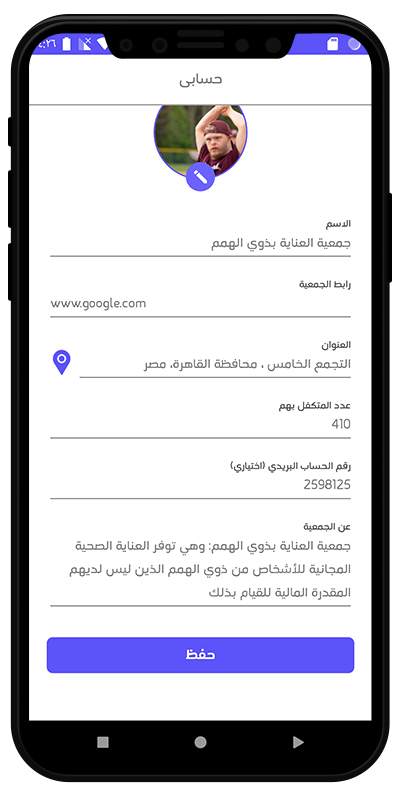 حسابى
الاسم
جمعية العناية بذوي الهمم
رابط الجمعية
www.google.com
العنوان
التجمع الخامس ، محافظة القاهرة، مصر
عدد المتكفل بهم
410
رقم الحساب البريدي (اختياري)
2598125
عن الجمعية
جمعية العناية بذوي الهمم: وهي توفر العناية الصحية
المجانية للأشخاص من ذوي الهمم الذين ليس لديهم
المقدرة المالية للقيام بذلك
حفظ